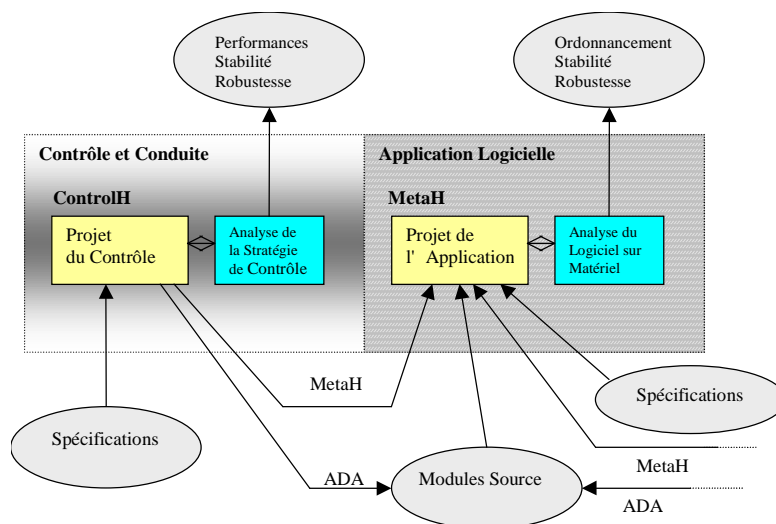 Performances
Stabilité
Robustesse
Ordonnancement
Stabilité
Robustesse
Contrôle et Conduite
Application Logicielle
ControlH
MetaH
Projet
du Contrôle
Analyse de
la Stratégie
de Contrôle
Projet de
l' Application
Analyse du
Logiciel sur
Matériel
MetaH
Spécifications
Spécifications
MetaH
ADA
Modules Source
ADA